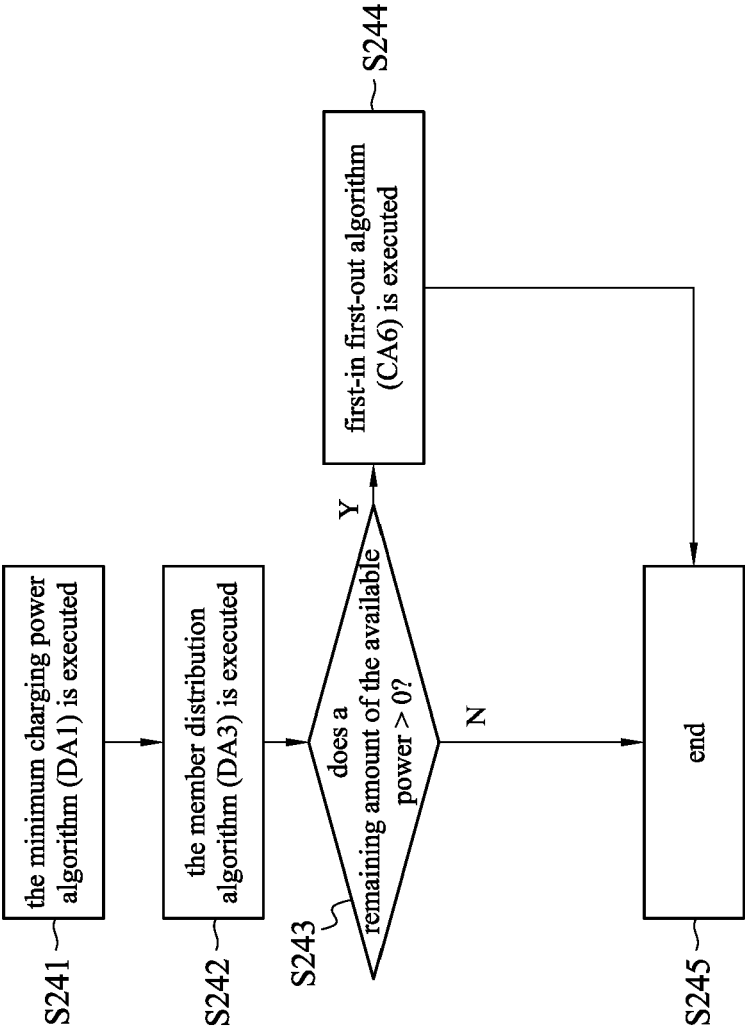 S241
the minimum charging power
algorithm (DA1) is executed
S242
the member distribution
algorithm (DA3) is executed
S243
does a
remaining amount of the available
power > 0?
Y
N
S244
first-in first-out algorithm
(CA6) is executed
S245
end